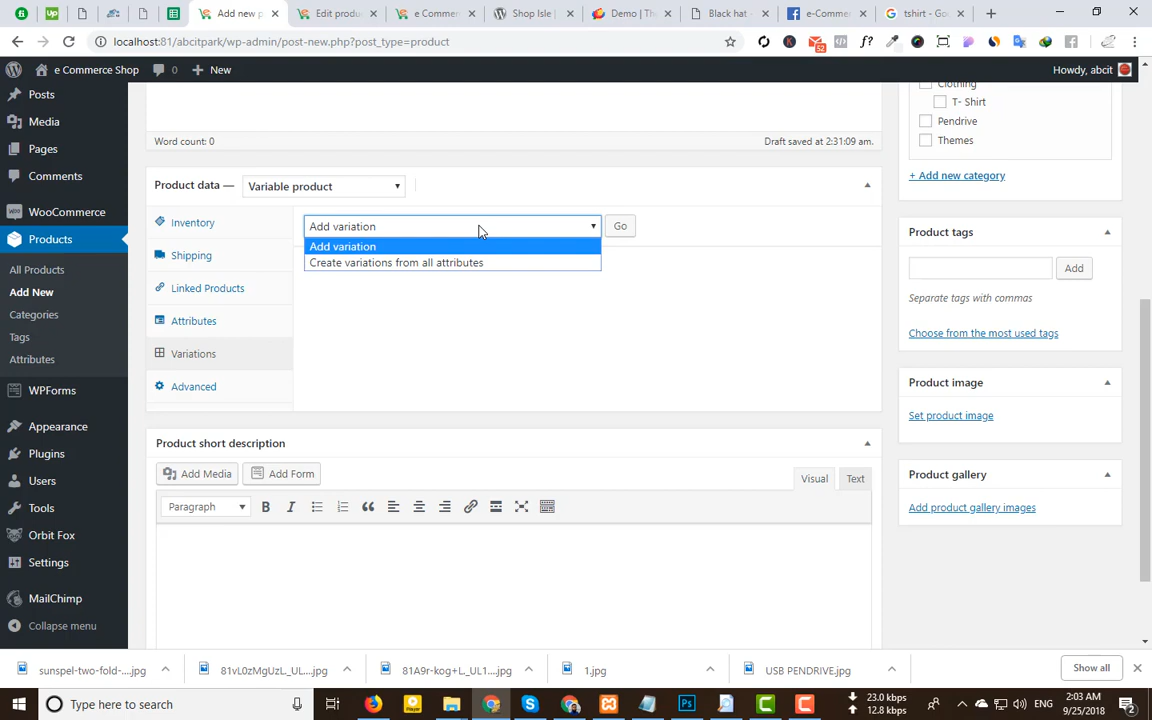 Add new p
Edit produ
e Commer
Shop Isle |
Demo | Th
Black hat -
e-Commer
tshirt - Go
localhost:81/abcitpark/wp-admin/post-new.php?post_type=product
52
e Commerce Shop
0
New
Howdy, abcit
Posts
Media
Pages
Comments
WooCommerce
Products
All Products
Add New
Categories
Tags
Attributes
WPForms
Appearance
Plugins
Users
Tools
Orbit Fox
Settings
MailChimp
Collapse menu
Word count: 0
Draft saved at 2:31:09 am.
Product data —
Variable product
Inventory
Shipping
Linked Products
Attributes
Variations
Advanced
Add variation
Go
Add variation
Create variations from all attributes
Product short description
Add Media
Add Form
Visual
Text
Paragraph
B
I
Clothing
T- Shirt
Pendrive
Themes
+ Add new category
Product tags
Add
Separate tags with commas
Choose from the most used tags
Product image
Set product image
Product gallery
Add product gallery images
sunspel-two-fold-....jpg
81vL0zMgUzL._UL....jpg
81A9r-kog+L._UL1....jpg
1.jpg
USB PENDRIVE.jpg
Show all
Type here to search
23.0 kbps
12.8 kbps
ENG
2:03 AM
9/25/2018
2